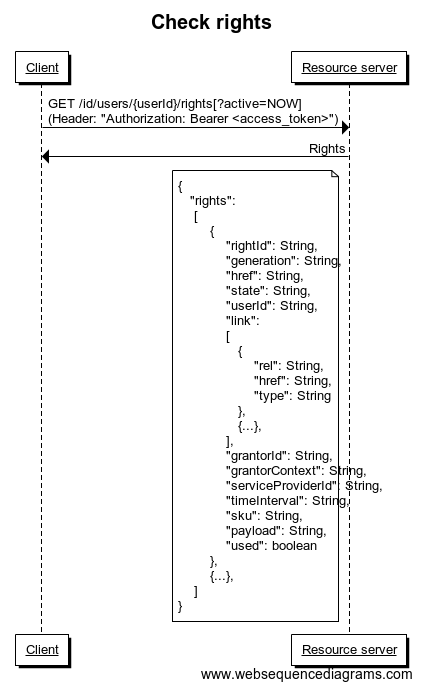 Check rights
Client
Resource server
GET /id/users/{userId}/rights[?active=NOW]
(Header: "Authorization: Bearer <access_token>")
Rights
{
"rights":
[
{
"rightId": String,
"generation": String,
"href": String,
"state": String,
"userId": String,
"link":
[
{
"rel": String,
"href": String,
"type": String
},
{...},
],
"grantorId": String,
"grantorContext": String,
"serviceProviderId": String,
"timeInterval": String,
"sku": String,
"payload": String,
"used": boolean
},
{...},
]
}
Client
Resource server
www.websequencediagrams.com